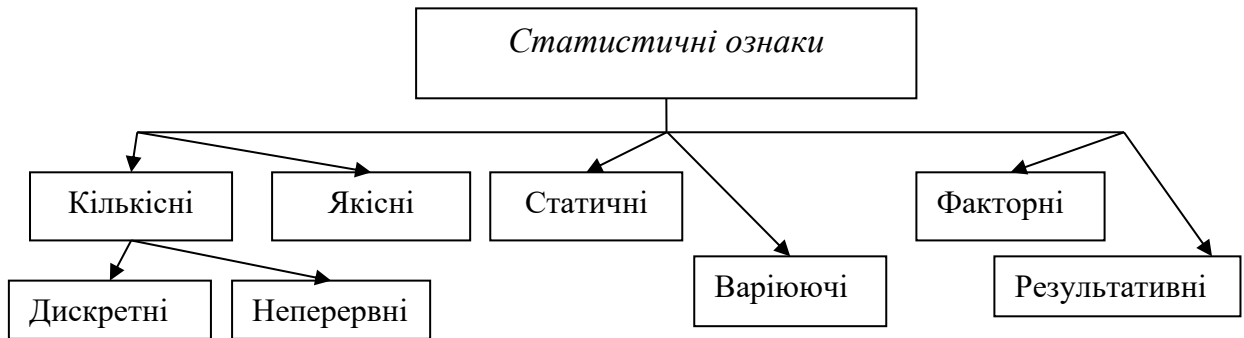 Статистичні ознаки
Кількісні
Якісні
Статичні
Факторні
Варіюючі
Результативні
Дискретні
Неперервні